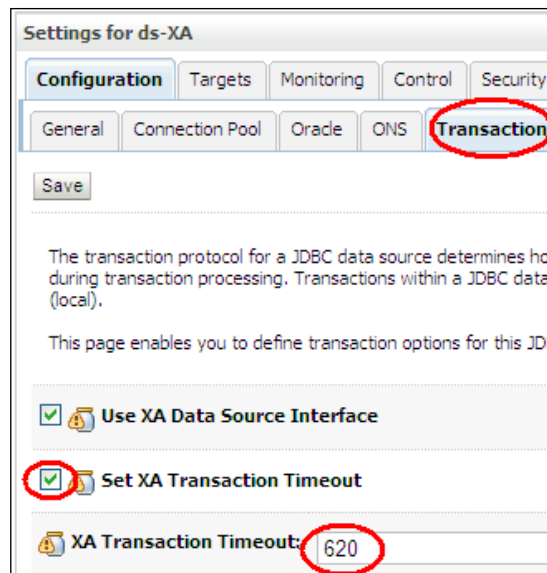 Settings for ds-XA
Configuration Targets Monitoring Control Security
General Connection Pool Oracle ONS Transaction
Save
The transaction protocol for a JDBC data source determines ho
during transaction processing. Transactions within a JDBC data
(local).
This page enables you to define transaction options for this JD
Use XA Data Source Interface
Set XA Transaction Timeout
XA Transaction Timeout: 620